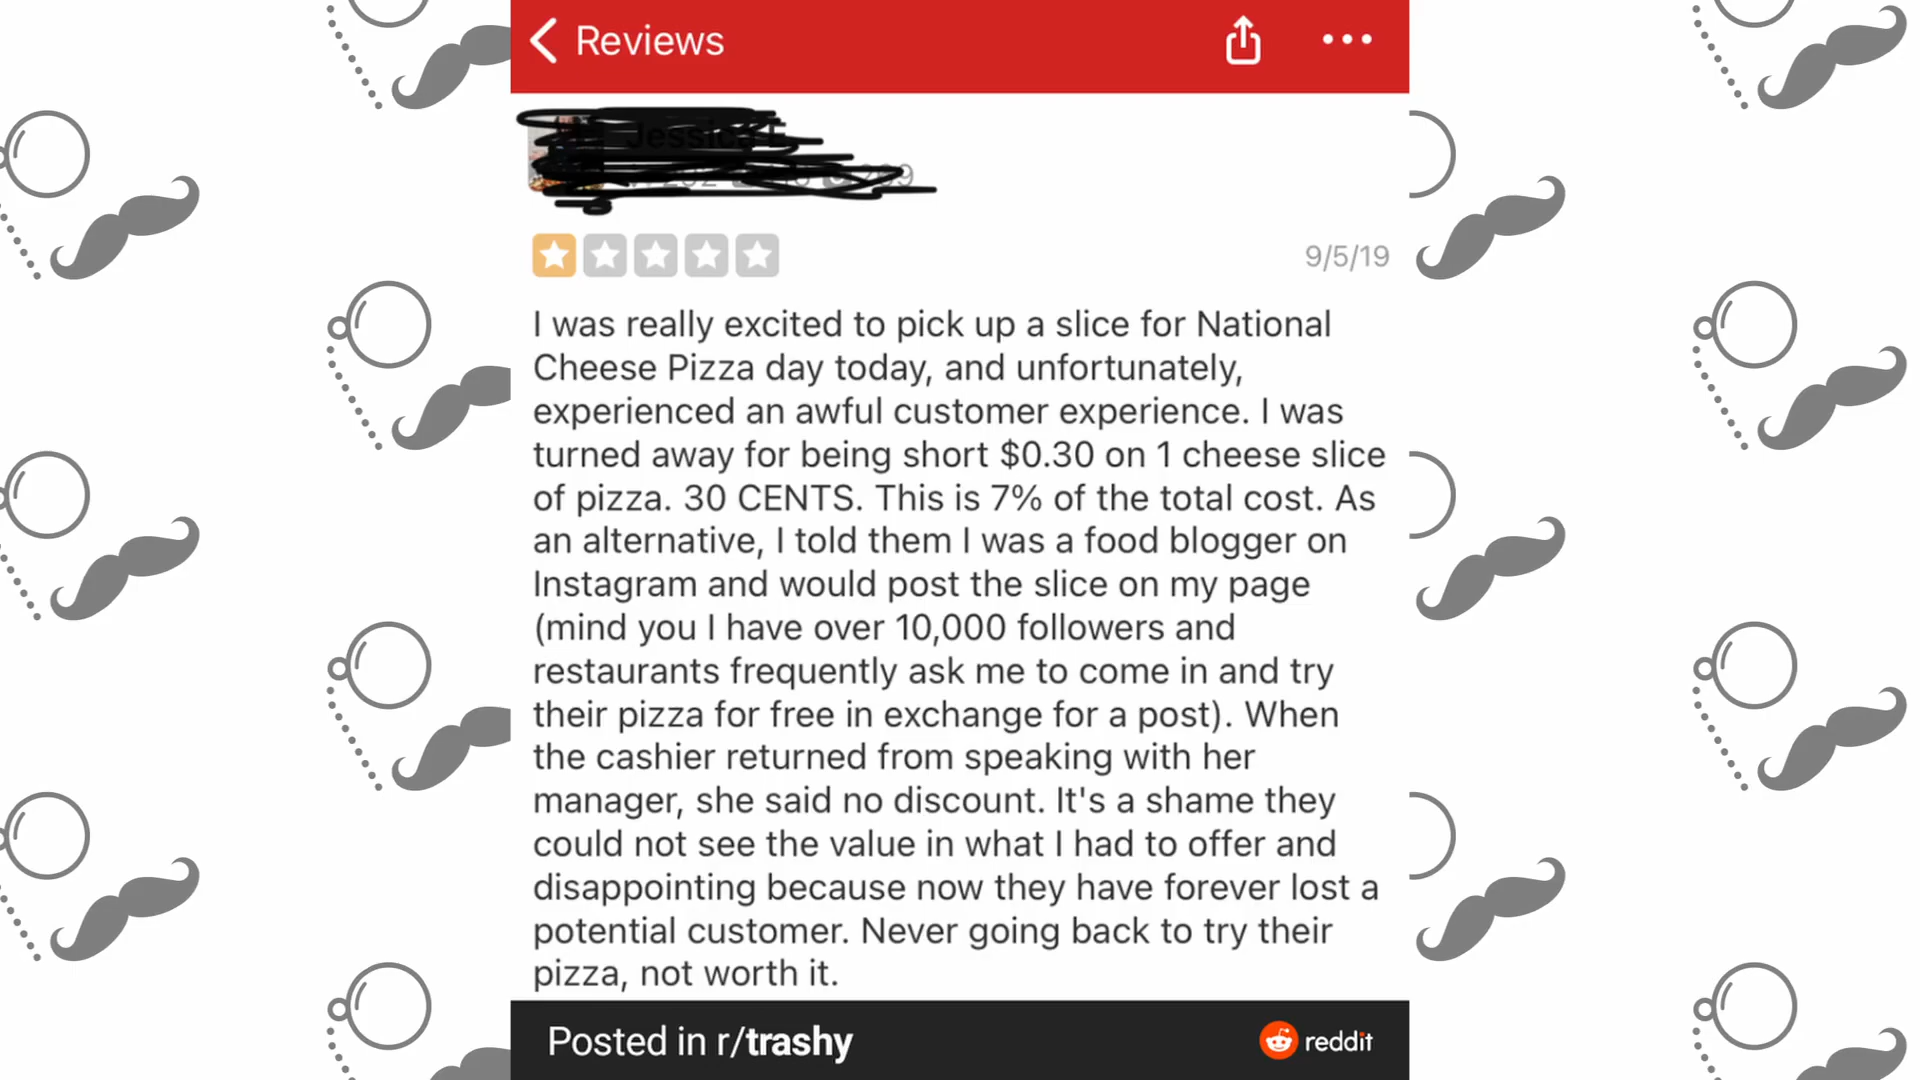 Reviews
9/5/19
I was really excited to pick up a slice for National
Cheese Pizza day today, and unfortunately,
experienced an awful customer experience. I was
turned away for being short $0.30 on 1 cheese slice
of pizza. 30 CENTS. This is 7% of the total cost. As
an alternative, I told them I was a food blogger on
Instagram and would post the slice on my page
(mind you I have over 10,000 followers and
restaurants frequently ask me to come in and try
their pizza for free in exchange for a post). When
the cashier returned from speaking with her
manager, she said no discount. It's a shame they
could not see the value in what I had to offer and
disappointing because now they have forever lost a
potential customer. Never going back to try their
pizza, not worth it.
Posted in r/trashy reddit